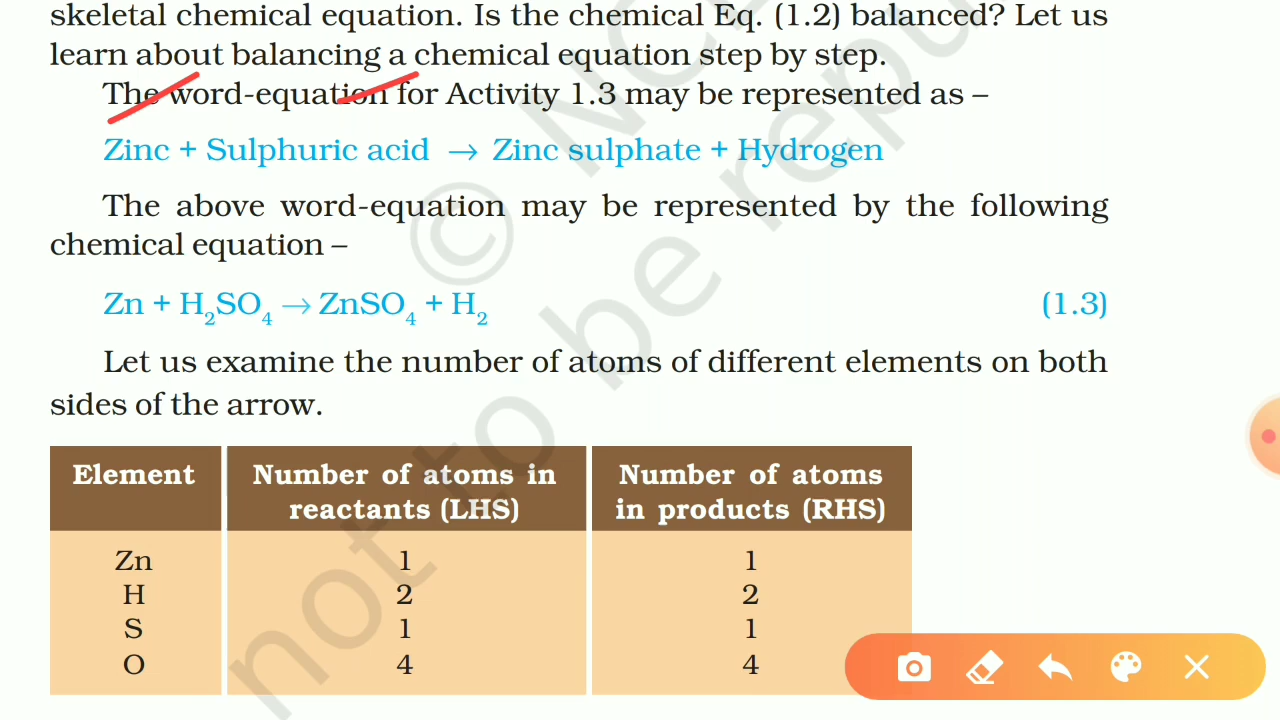 skeletal chemical equation. Is the chemical Eq. (1.2) balanced? Let us
learn about balancing a chemical equation step by step.
The word-equation for Activity 1.3 may be represented as –
Zinc + Sulphuric acid → Zinc sulphate + Hydrogen
The above word-equation may be represented by the following
chemical equation –
Zn + H₂SO₄ → ZnSO₄ + H₂ (1.3)
Let us examine the number of atoms of different elements on both
sides of the arrow.
Element Number of atoms in reactants (LHS) Number of atoms in products (RHS)
Zn 1 1
H 2 2
S 1 1
O 4 4
not to be
©